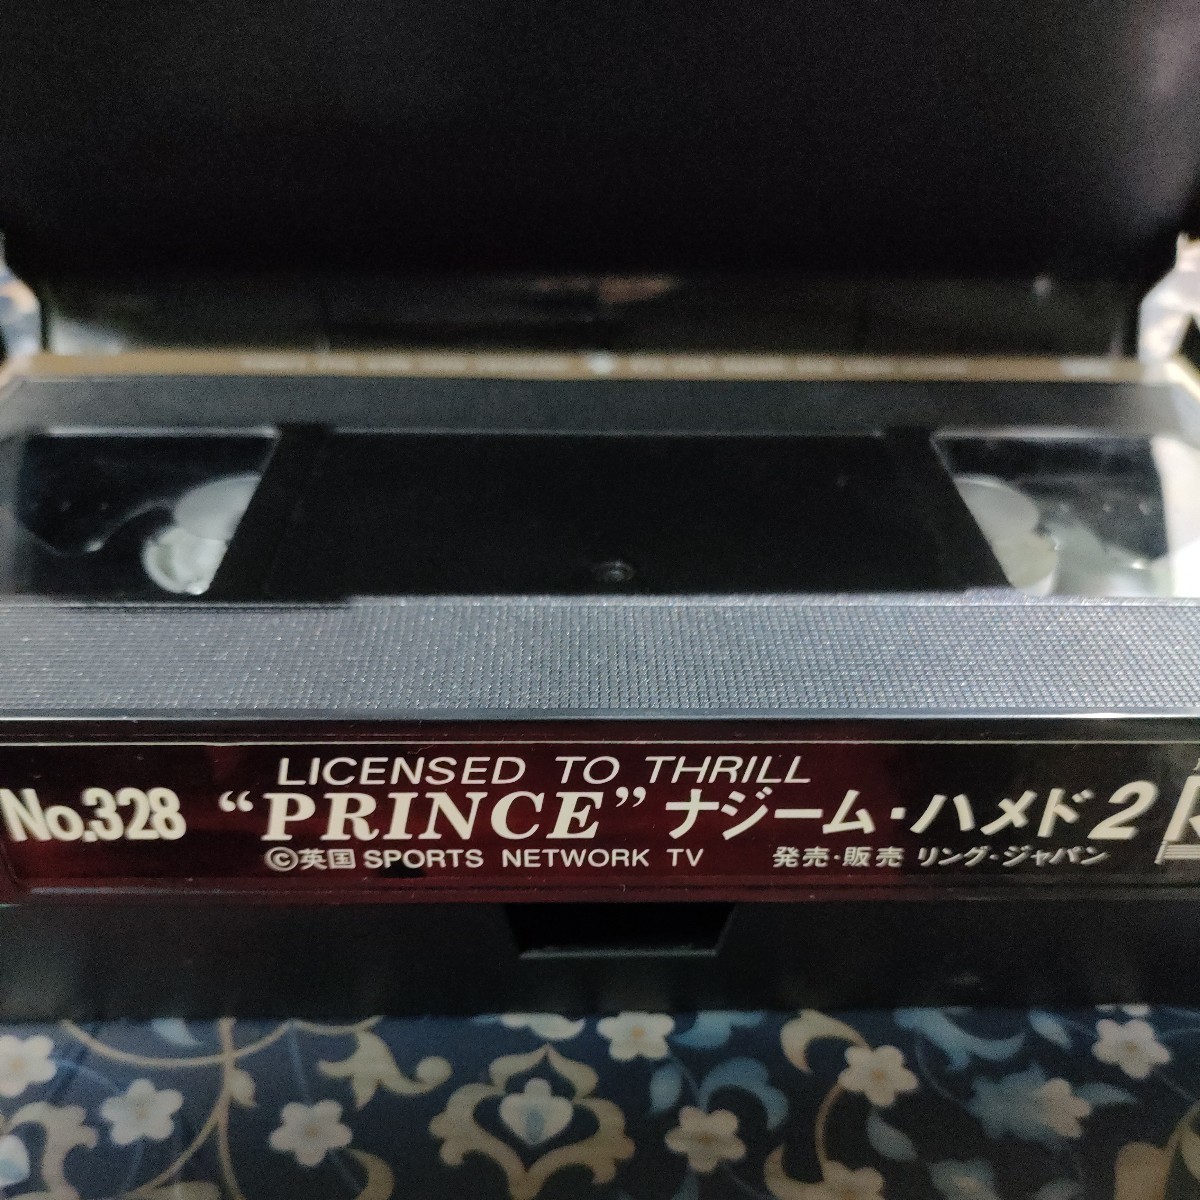 LICENSED TO THRILL
No.328 “PRINCE” ナジーム・ハメド2
©英国 SPORTS NETWORK TV 発売・販売 リング・ジャパン